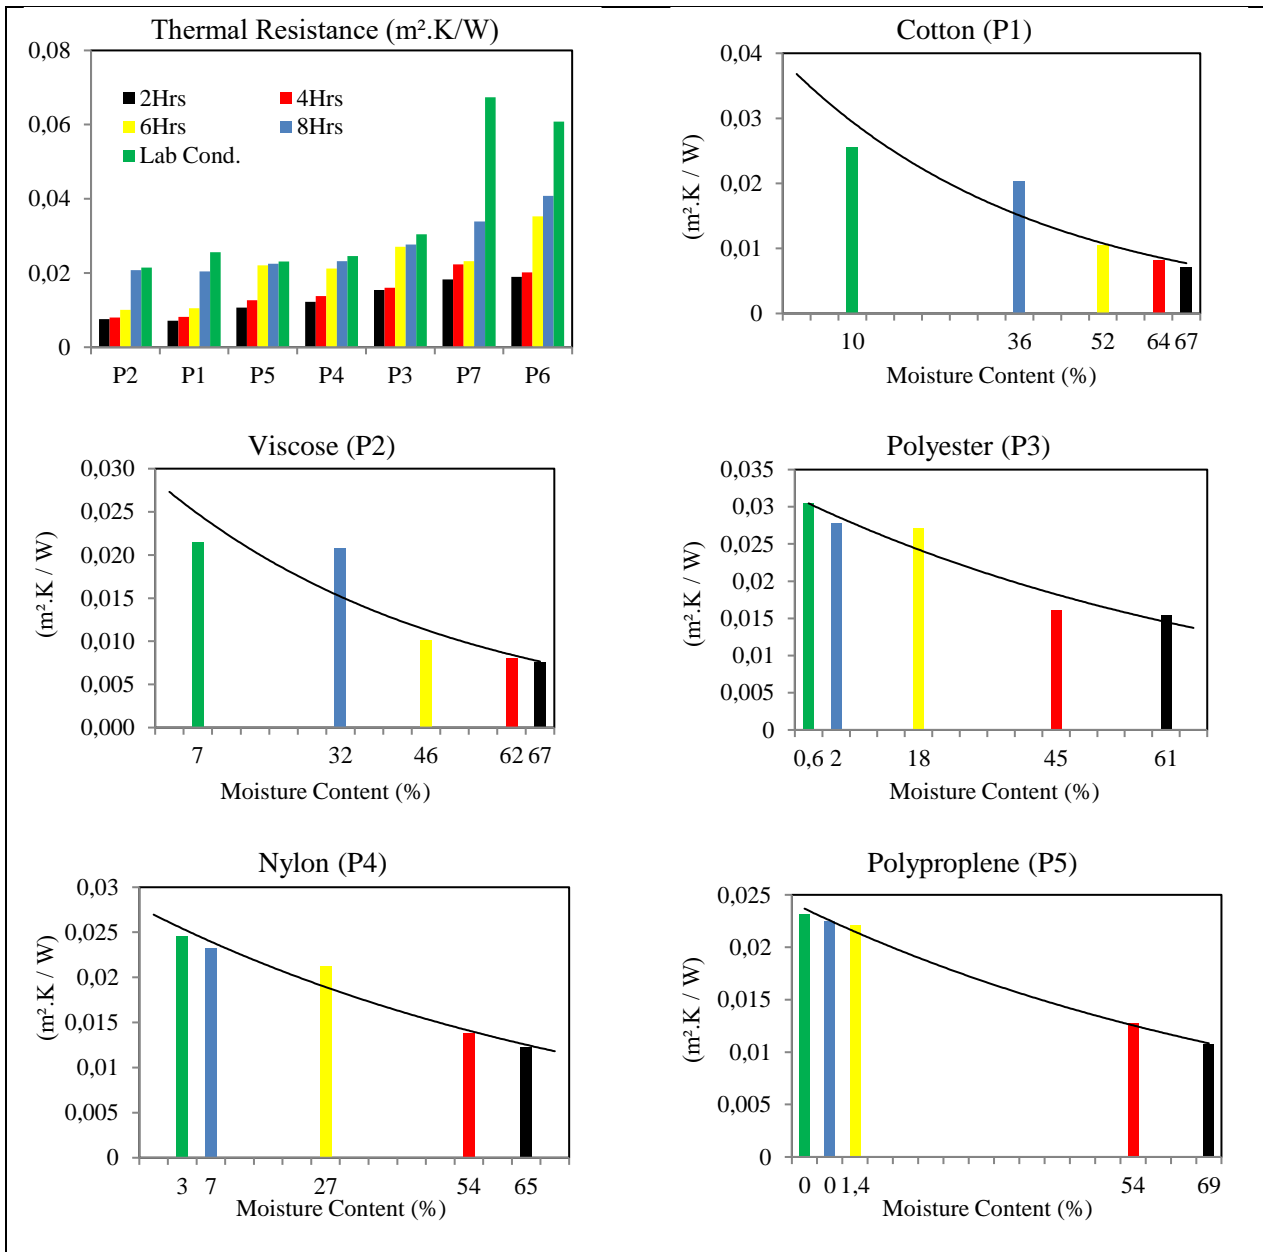 Thermal Resistance (m².K/W)
0,08
0,06
0,04
0,02
0
2Hrs
4Hrs
6Hrs
8Hrs
Lab Cond.
P2 P1 P5 P4 P3 P7 P6
Cotton (P1)
0,04
0,03
0,02
0,01
0
(m².K / W)
10 36 52 64 67
Moisture Content (%)
Viscose (P2)
0,030
0,025
0,020
0,015
0,010
0,005
0,000
(m².K / W)
7 32 46 62 67
Moisture Content (%)
Polyester (P3)
0,035
0,03
0,025
0,02
0,015
0,01
0,005
0
(m².K / W)
0,6 2 18 45 61
Moisture Content (%)
Nylon (P4)
0,03
0,025
0,02
0,015
0,01
0,005
0
(m².K / W)
3 7 27 54 65
Moisture Content (%)
Polyproplene (P5)
0,025
0,02
0,015
0,01
0,005
0
(m².K / W)
0 0 1,4 54 69
Moisture Content (%)